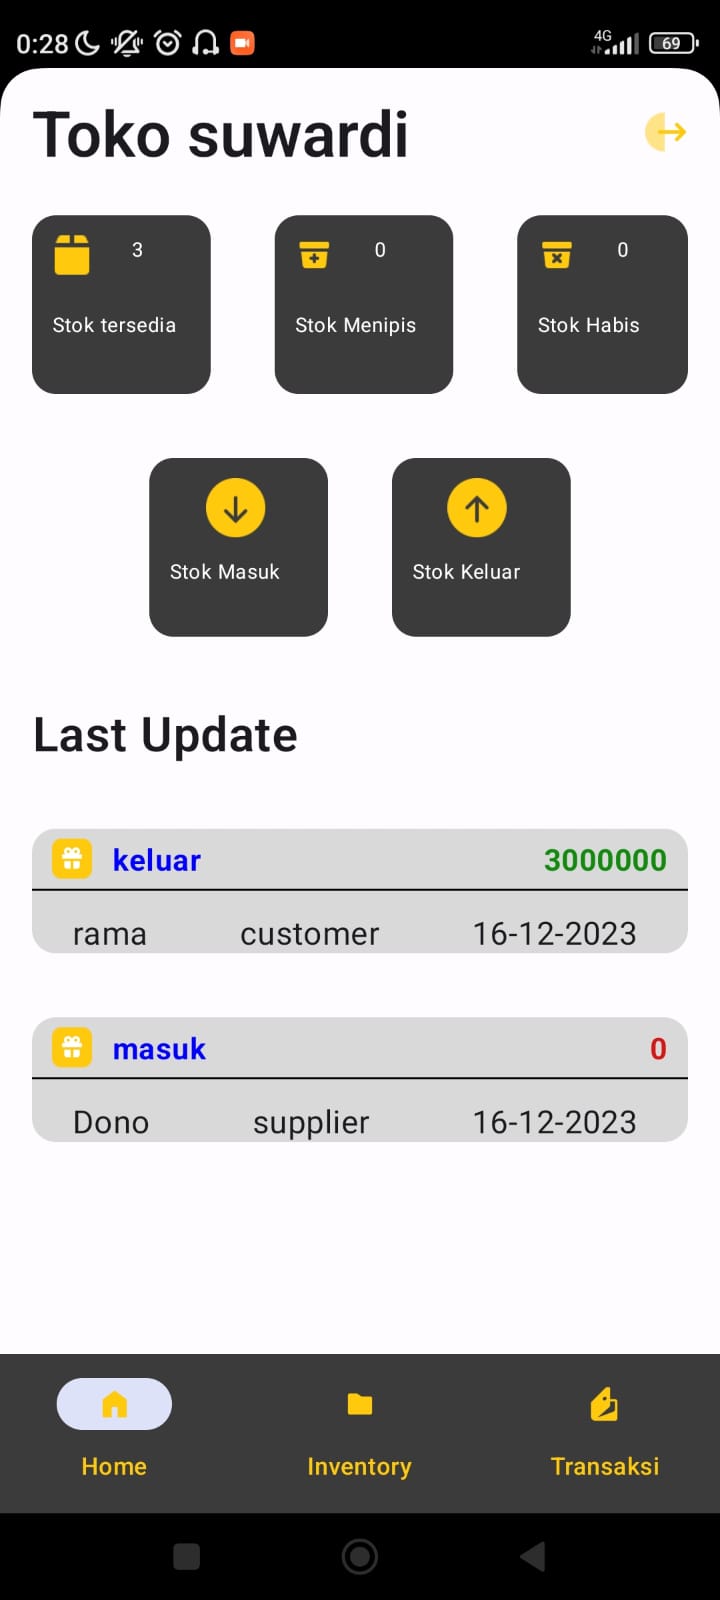 0:28 4G 69
Toko suwardi
3 0 0
Stok tersedia Stok Menipis Stok Habis
Stok Masuk Stok Keluar
Last Update
keluar 3000000
rama customer 16-12-2023
masuk 0
Dono supplier 16-12-2023
Home Inventory Transaksi